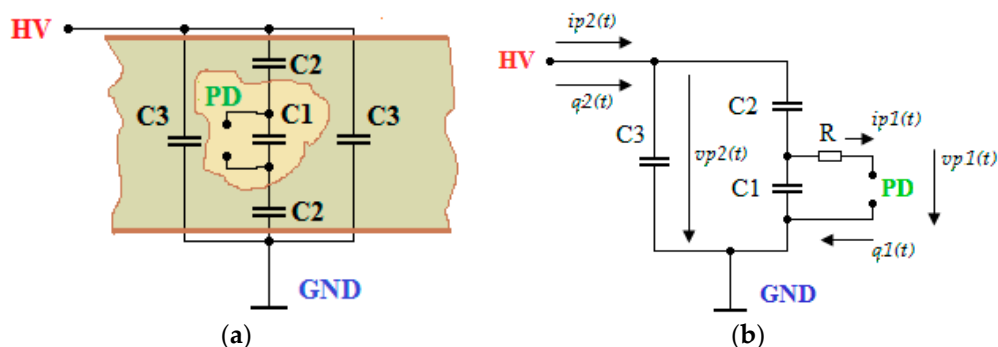 HV
C2
PD
C1
C3
C3
C2
GND
(a)
ip2(t)
HV
q2(t)
C2
C3
vp2(t)
R
ip1(t)
vp1(t)
C1
PD
q1(t)
GND
(b)